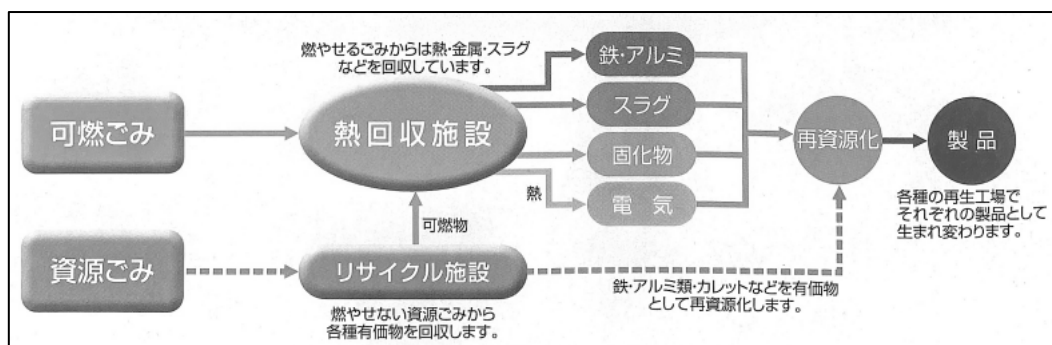 燃やせるごみからは熱・金属・スラグ
などを回収しています。
可燃ごみ
熱回収施設
鉄・アルミ
スラグ
固化物
熱
電気
再資源化
製品
各種の再生工場で
それぞれの製品として
生まれ変わります。
可燃物
資源ごみ
リサイクル施設
燃やせない資源ごみから
各種有価物を回収します。
鉄・アルミ類・カレットなどを有価物
として再資源化します。